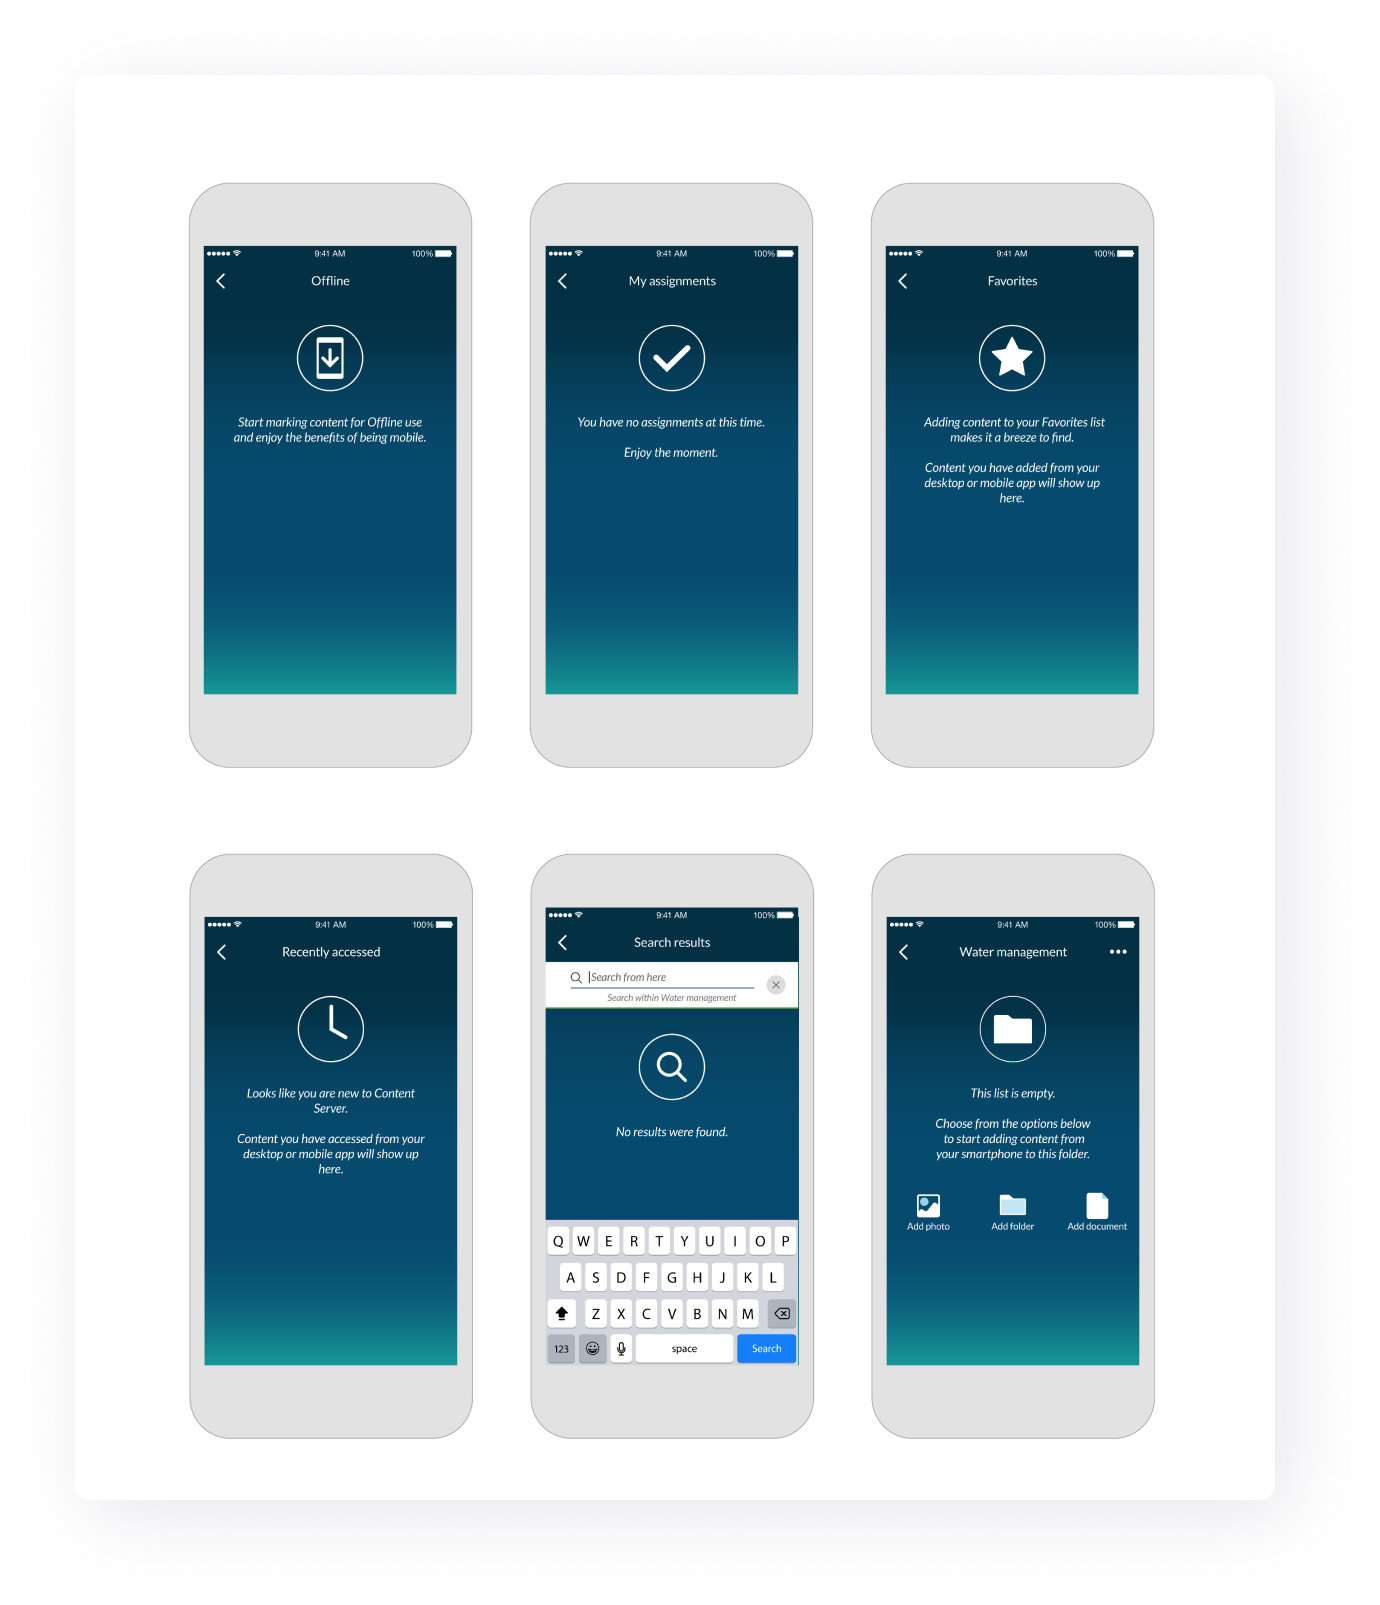 9:41 AM 100%
Offline
Start marking content for Offline use
and enjoy the benefits of being mobile.
9:41 AM 100%
My assignments
You have no assignments at this time.
Enjoy the moment.
9:41 AM 100%
Favorites
Adding content to your Favorites list
makes it a breeze to find.
Content you have added from your
desktop or mobile app will show up
here.
9:41 AM 100%
Recently accessed
Looks like you are new to Content
Server.
Content you have accessed from your
desktop or mobile app will show up
here.
9:41 AM 100%
Search results
Search from here
Search within Water management
No results were found.
Q W E R T Y U I O P
A S D F G H J K L
Z X C V B N M
123 space Search
9:41 AM 100%
Water management
This list is empty.
Choose from the options below
to start adding content from
your smartphone to this folder.
Add photo Add folder Add document